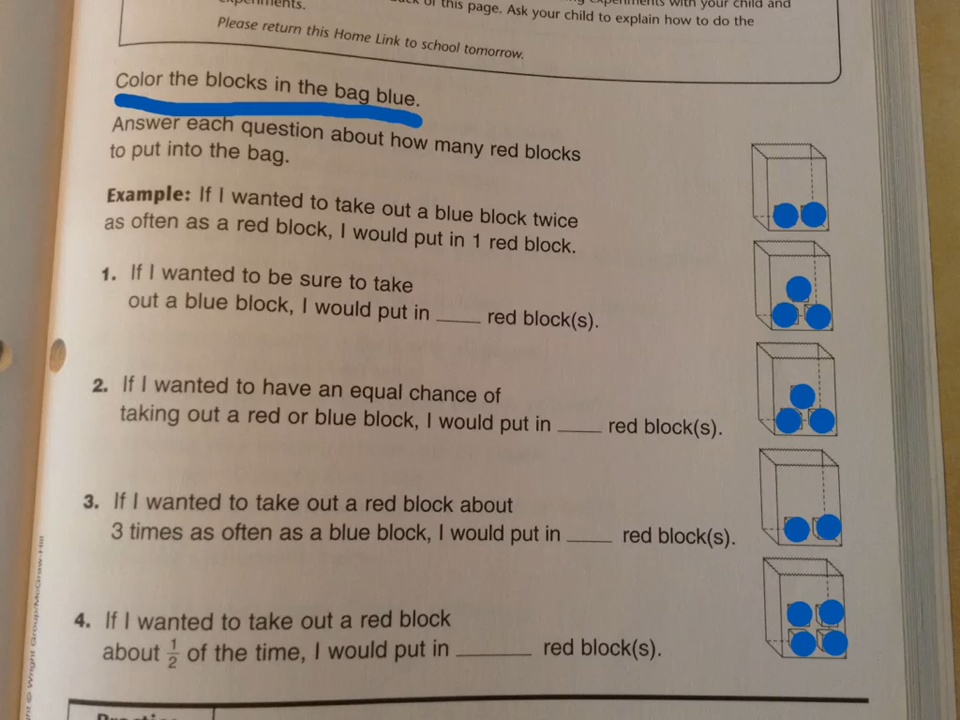 of this page. Ask your child to explain how to do the
Please return this Home Link to school tomorrow.
Color the blocks in the bag blue.
Answer each question about how many red blocks
to put into the bag.
Example: If I wanted to take out a blue block twice
as often as a red block, I would put in 1 red block.
1. If I wanted to be sure to take
out a blue block, I would put in ____ red block(s).
2. If I wanted to have an equal chance of
taking out a red or blue block, I would put in ____ red block(s).
3. If I wanted to take out a red block about
3 times as often as a blue block, I would put in ____ red block(s).
4. If I wanted to take out a red block
about 1/2 of the time, I would put in ______ red block(s).
© Wright Group/McGraw-Hill